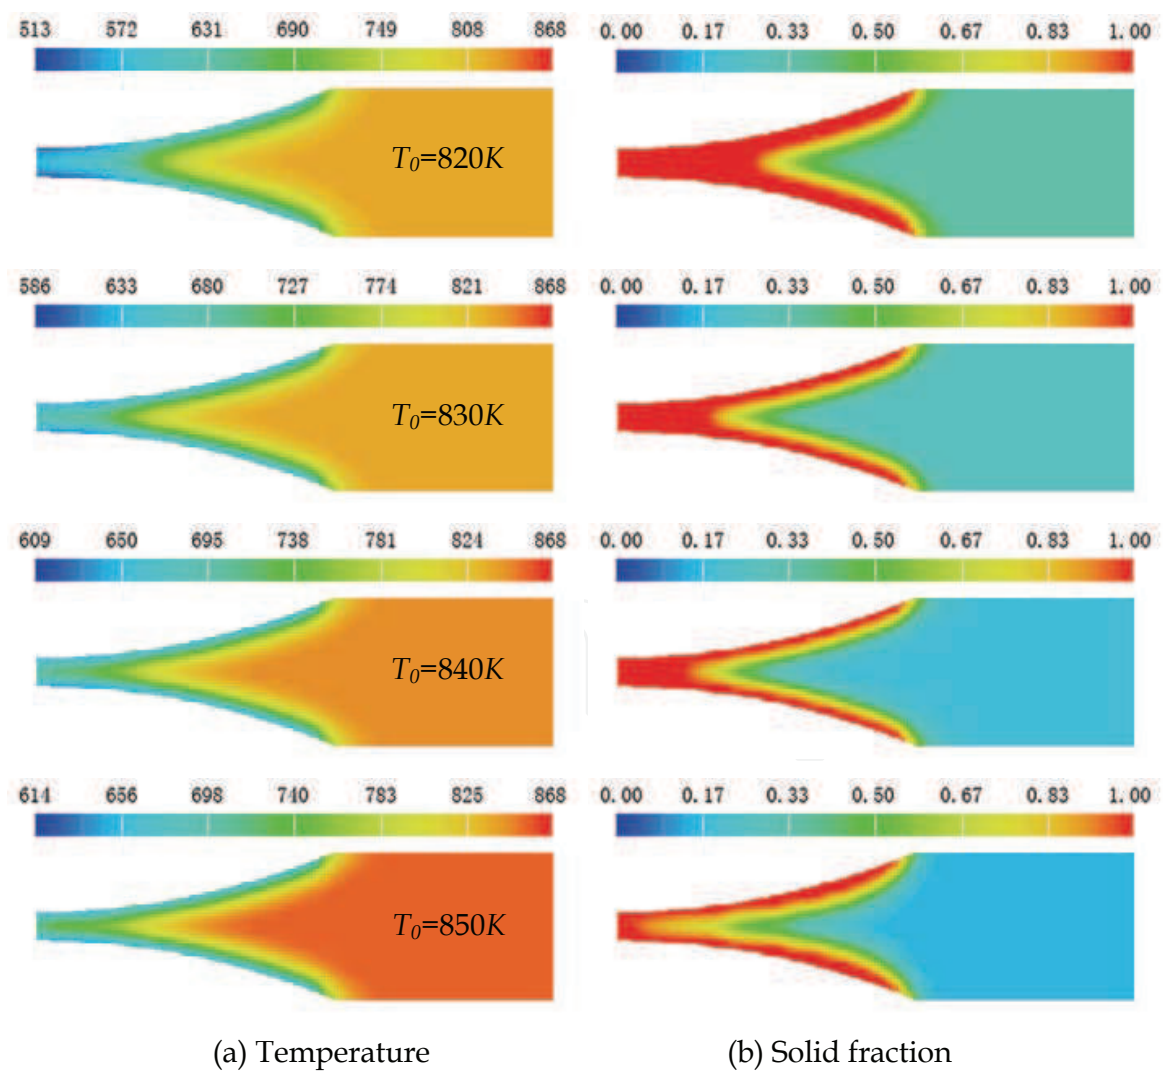 513 572 631 690 749 808 868 0.00 0.17 0.33 0.50 0.67 0.83 1.00
T0=820K
586 633 680 727 774 821 868 0.00 0.17 0.33 0.50 0.67 0.83 1.00
T0=830K
609 650 695 738 781 824 868 0.00 0.17 0.33 0.50 0.67 0.83 1.00
T0=840K
614 656 698 740 783 825 868 0.00 0.17 0.33 0.50 0.67 0.83 1.00
T0=850K
(a) Temperature (b) Solid fraction